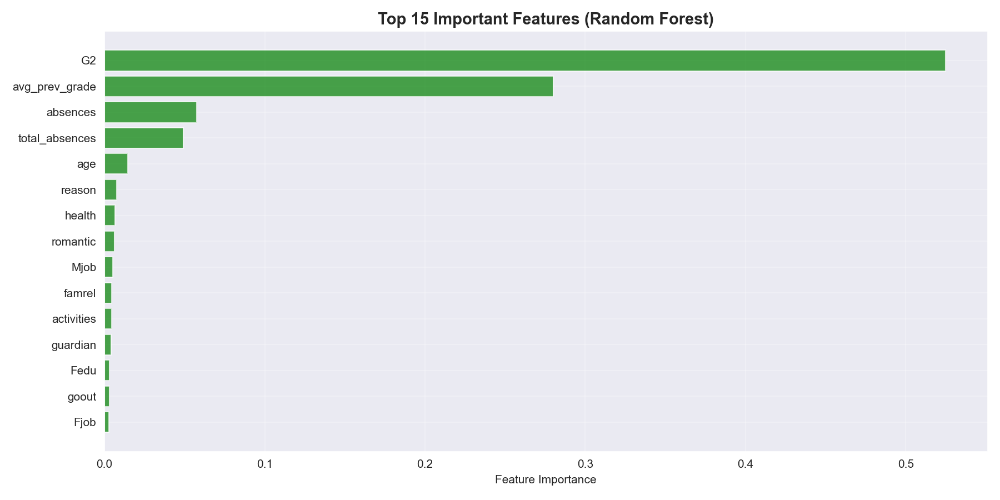 Top 15 Important Features (Random Forest)
G2
avg_prev_grade
absences
total_absences
age
reason
health
romantic
Mjob
famrel
activities
guardian
Fedu
goout
Fjob
0.0 0.1 0.2 0.3 0.4 0.5
Feature Importance